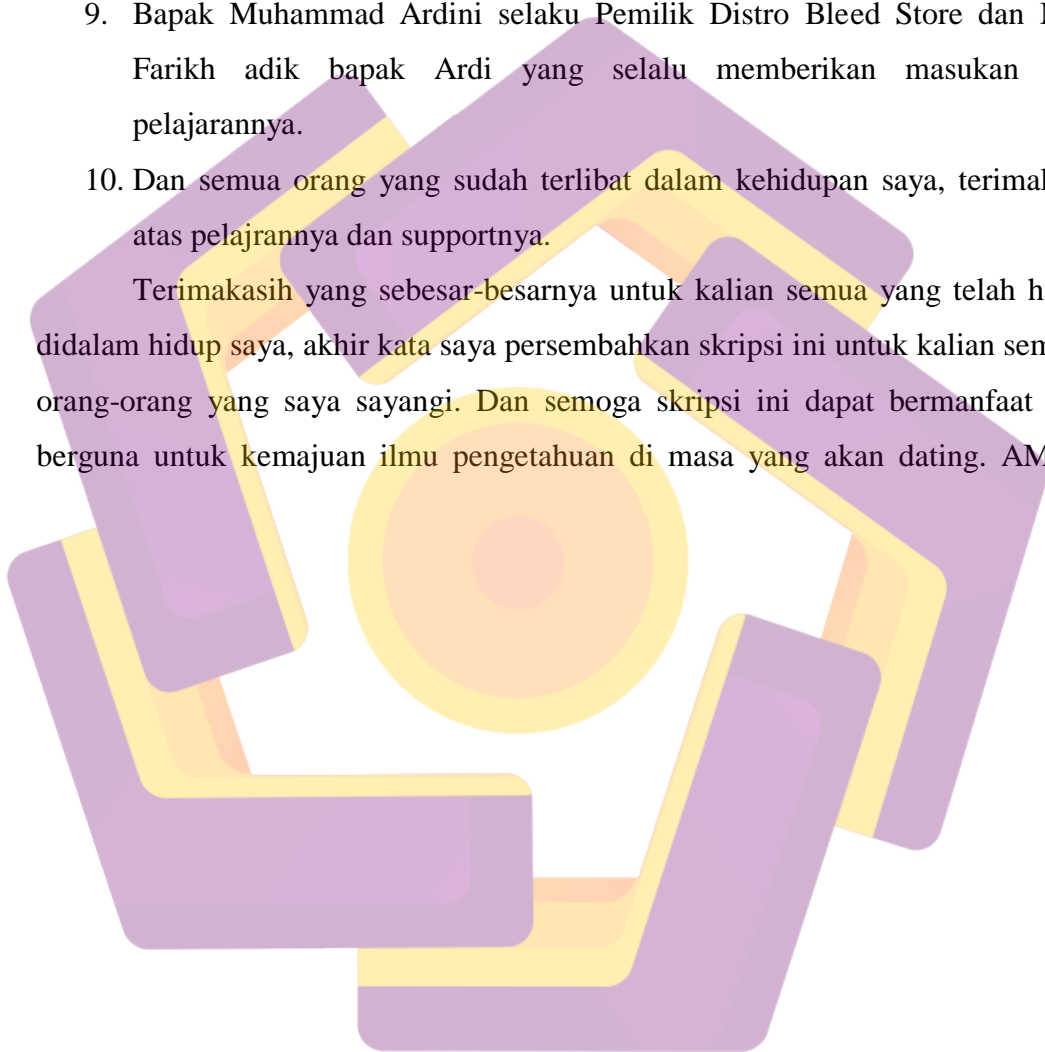 9. Bapak Muhammad Ardini selaku Pemilik Distro Bleed Store dan
Farikh adik bapak Ardi yang selalu memberikan masukan
pelajarannya.
10. Dan semua orang yang sudah terlibat dalam kehidupan saya,
atas pelajrannya dan supportnya.
Terimakasih yang sebesar-besarnya untuk kalian semua yang telah
didalam hidup saya, akhir kata saya persembahkan skripsi ini untuk kalian
orang-orang yang saya sayangi. Dan semoga skripsi ini dapat bermanfaat
berguna untuk kemajuan ilmu pengetahuan di masa yang akan dating.